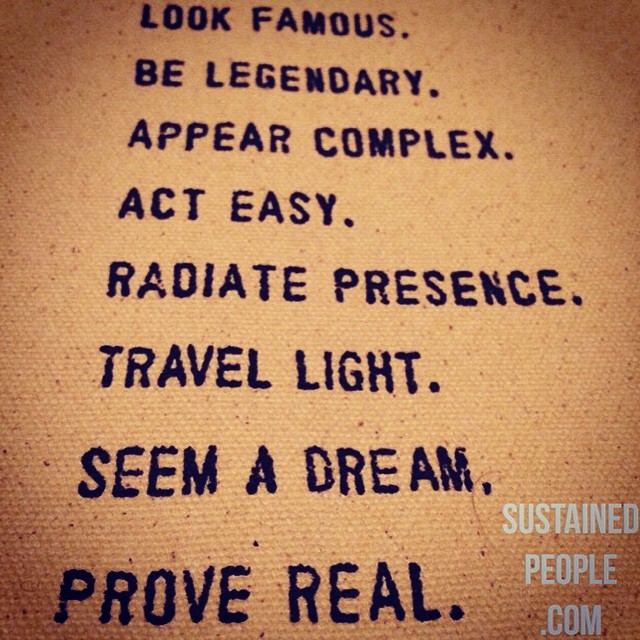 LOOK FAMOUS.
BE LEGENDARY.
APPEAR COMPLEX.
ACT EASY.
RADIATE PRESENCE.
TRAVEL LIGHT.
SEEM A DREAM.
PROVE REAL.
SUSTAINED
PEOPLE
.COM